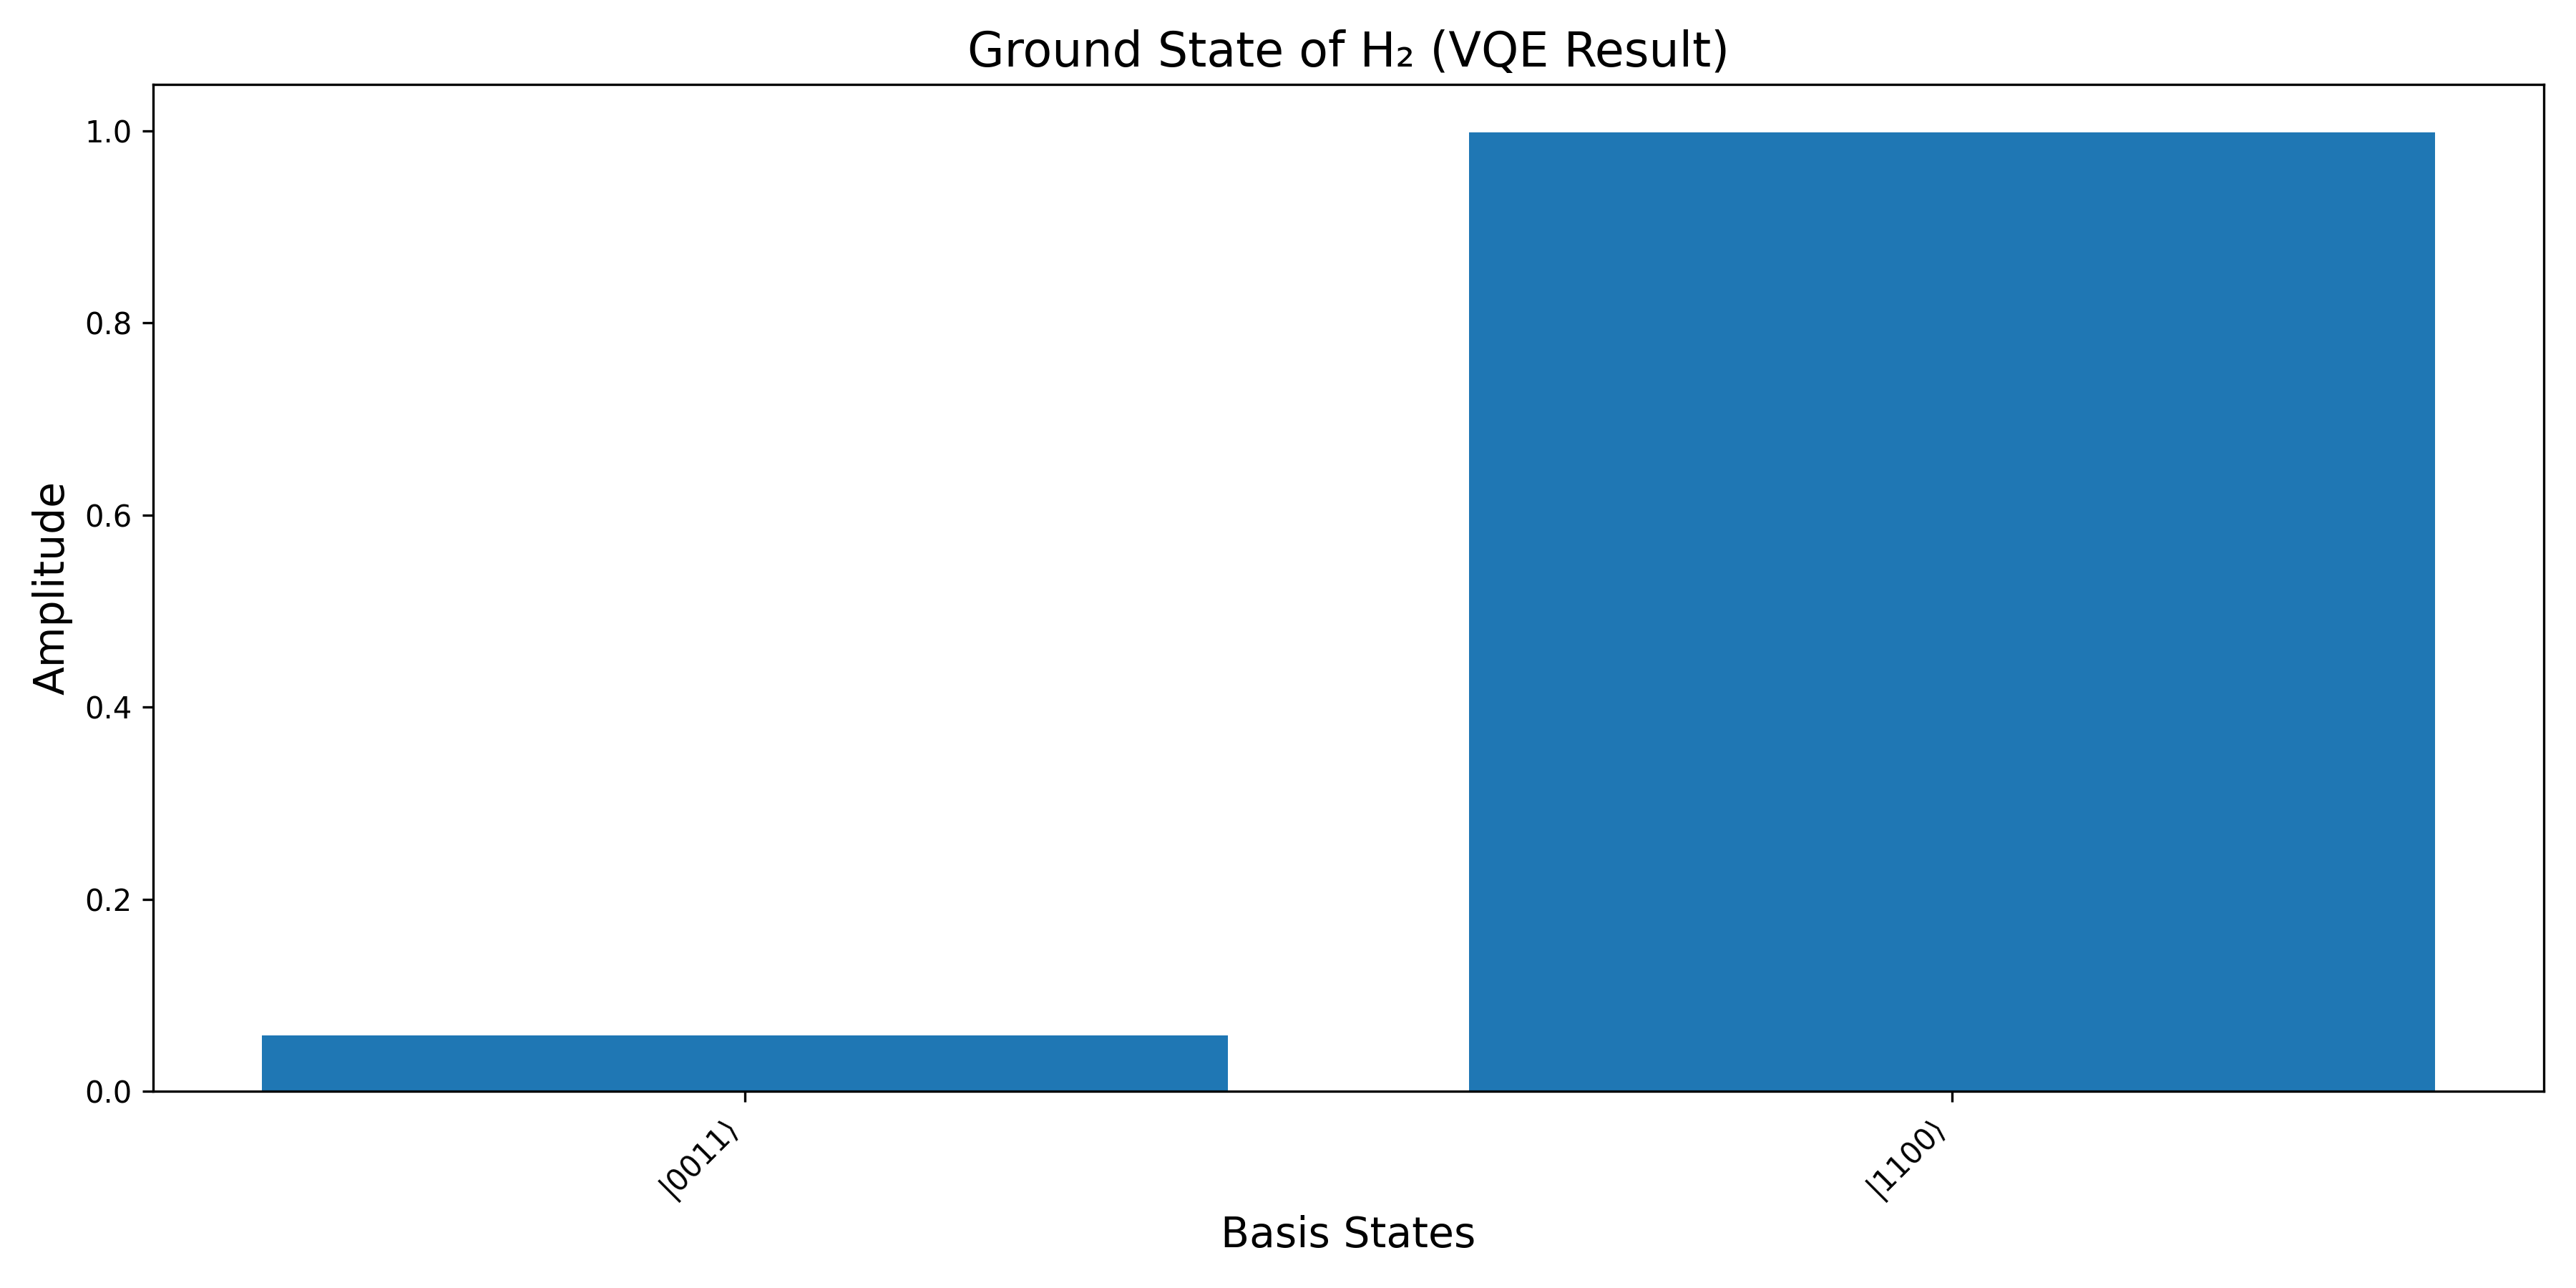 Ground State of H₂ (VQE Result)
Amplitude
1.0
0.8
0.6
0.4
0.2
0.0
|0011⟩
|1100⟩
Basis States